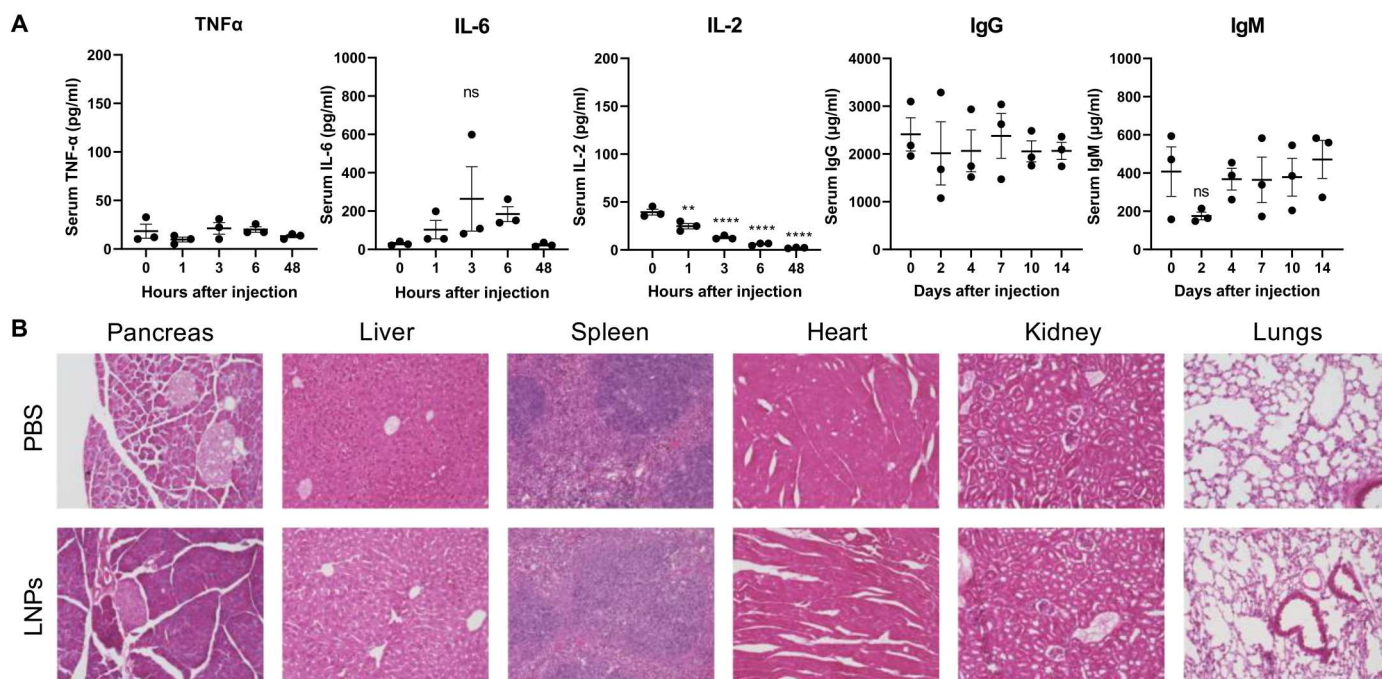 A
TNFα
IL-6
IL-2
IgG
IgM
Serum TNF-α (pg/ml)
200
150
100
50
0
0 1 3 6 48
Hours after injection
Serum IL-6 (pg/ml)
1000
800
600
400
200
0
ns
0 1 3 6 48
Hours after injection
Serum IL-2 (pg/ml)
200
150
100
50
0
** **** **** ****
0 1 3 6 48
Hours after injection
Serum IgG (µg/ml)
4000
3000
2000
1000
0
0 2 4 7 10 14
Days after injection
Serum IgM (µg/ml)
1000
800
600
400
200
0
ns
0 2 4 7 10 14
Days after injection
B
Pancreas Liver Spleen Heart Kidney Lungs
PBS
LNPs